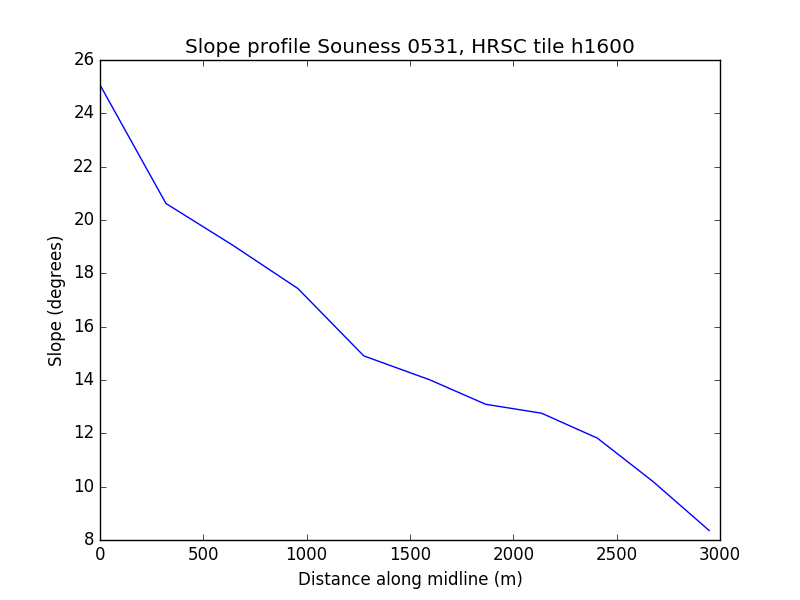 Slope profile Souness 0531, HRSC tile h1600
26
24
22
20
18
16
14
12
10
8
Slope (degrees)
0 500 1000 1500 2000 2500 3000
Distance along midline (m)